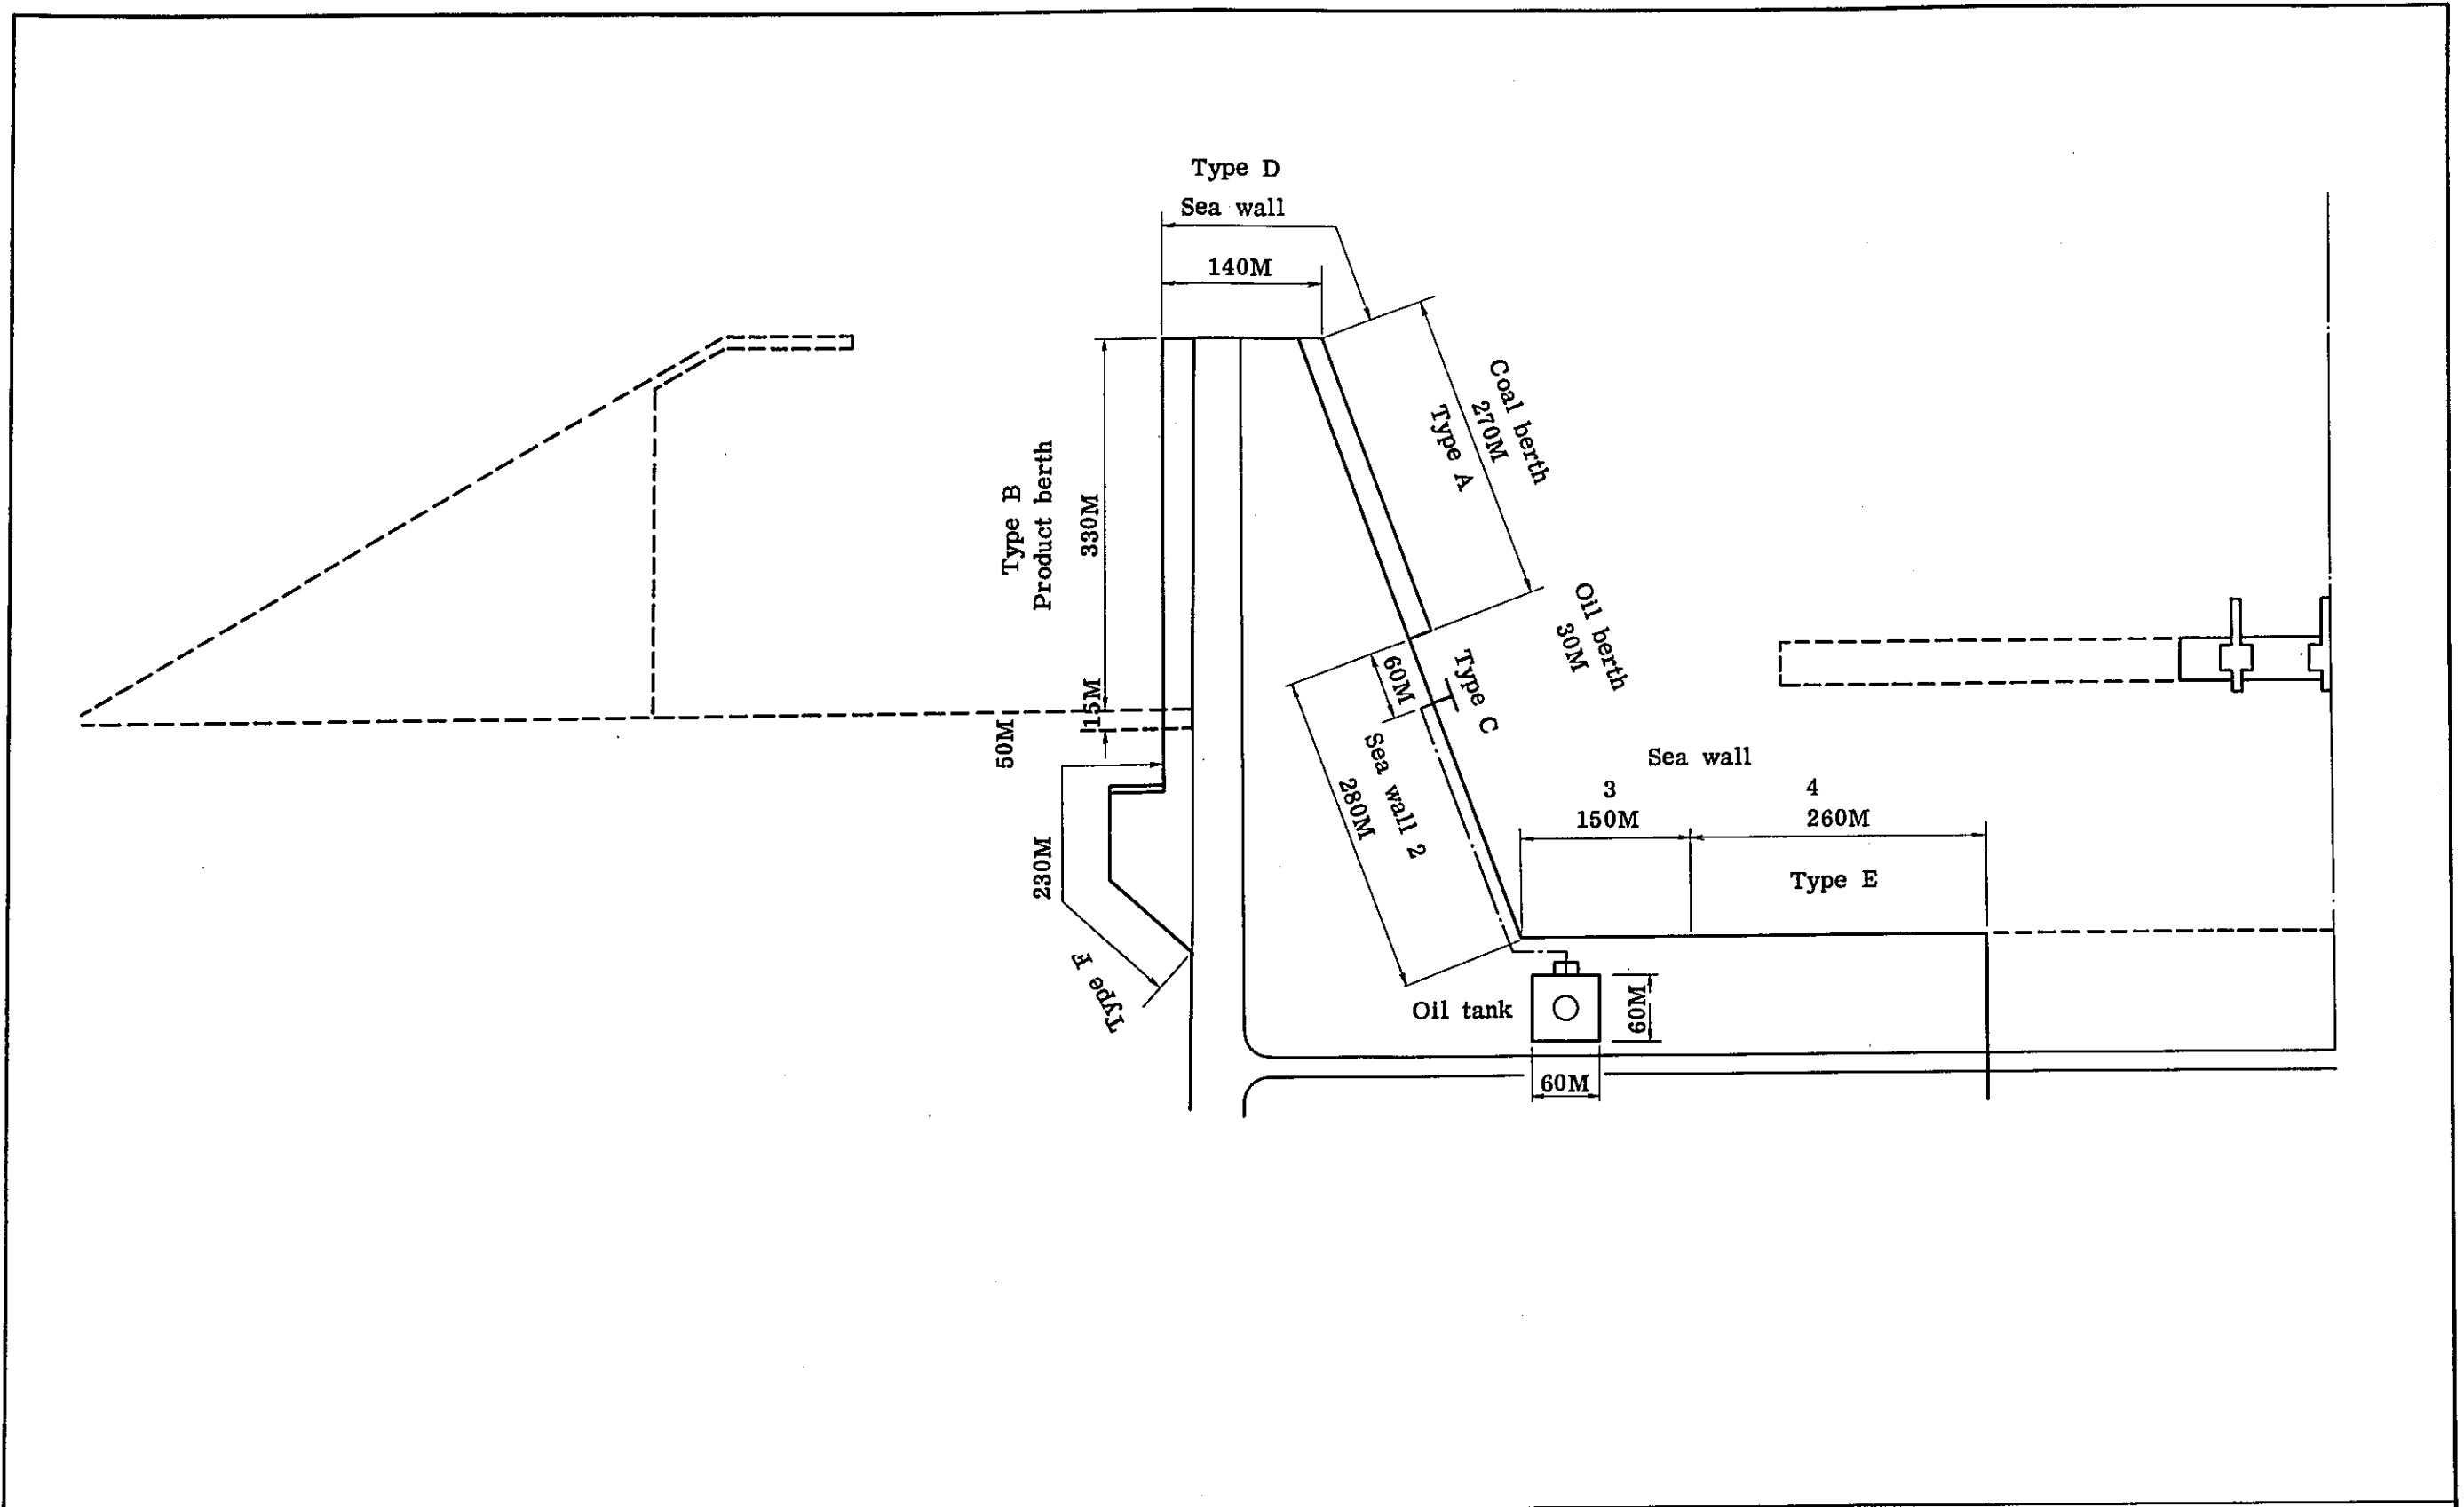 Type D
Sea wall
140M
Coal berth
270M
Type A
Type B
Product berth
330M
15M
50M
Oil berth
30M
Type C
60M
Sea wall 2
280M
Sea wall
3
4
150M
260M
Type E
230M
Type F
Oil tank
60M
60M